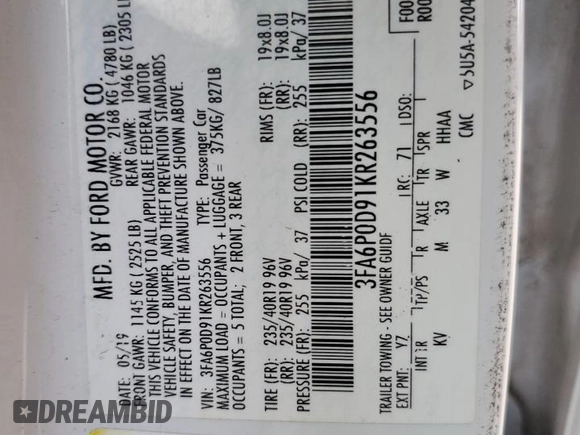 MFD. BY FORD MOTOR CO.
DATE: 05/19 GVWR: 2168 KG ( 4780 LB)
FRONT GAWR: 1145 KG ( 2525 LB) REAR GAWR: 1046 KG ( 2305 L
THIS VEHICLE CONFORMS TO ALL APPLICABLE FEDERAL MOTOR
VEHICLE SAFETY, BUMPER, AND THEFT PREVENTION STANDARDS
IN EFFECT ON THE DATE OF MANUFACTURE SHOWN ABOVE.
VIN: 3FA6P0D91KR263556 TYPE: Passenger Car
MAXIMUM LOAD = OCCUPANTS + LUGGAGE = 375KG/ 827LB
OCCUPANTS = 5 TOTAL; 2 FRONT, 3 REAR
TIRE (FR): 235/40R19 96V RIMS (FR): 19x8.0J
(RR): 235/40R19 96V (RR): 19x8.0J
PRESSURE (FR): 255 kPa/ 37 PSI COLD (RR): 255 kPa/ 37
3FA6P0D91KR263556
TRAILER TOWING - SEE OWNER GUIDE
EXT PNT: YZ RC: 71 DSO: F00
R00
INT TR TP/PS R AXLE TR SPR
KV M 33 W HHAA
CMC 5U5A-54204
DREAMBID